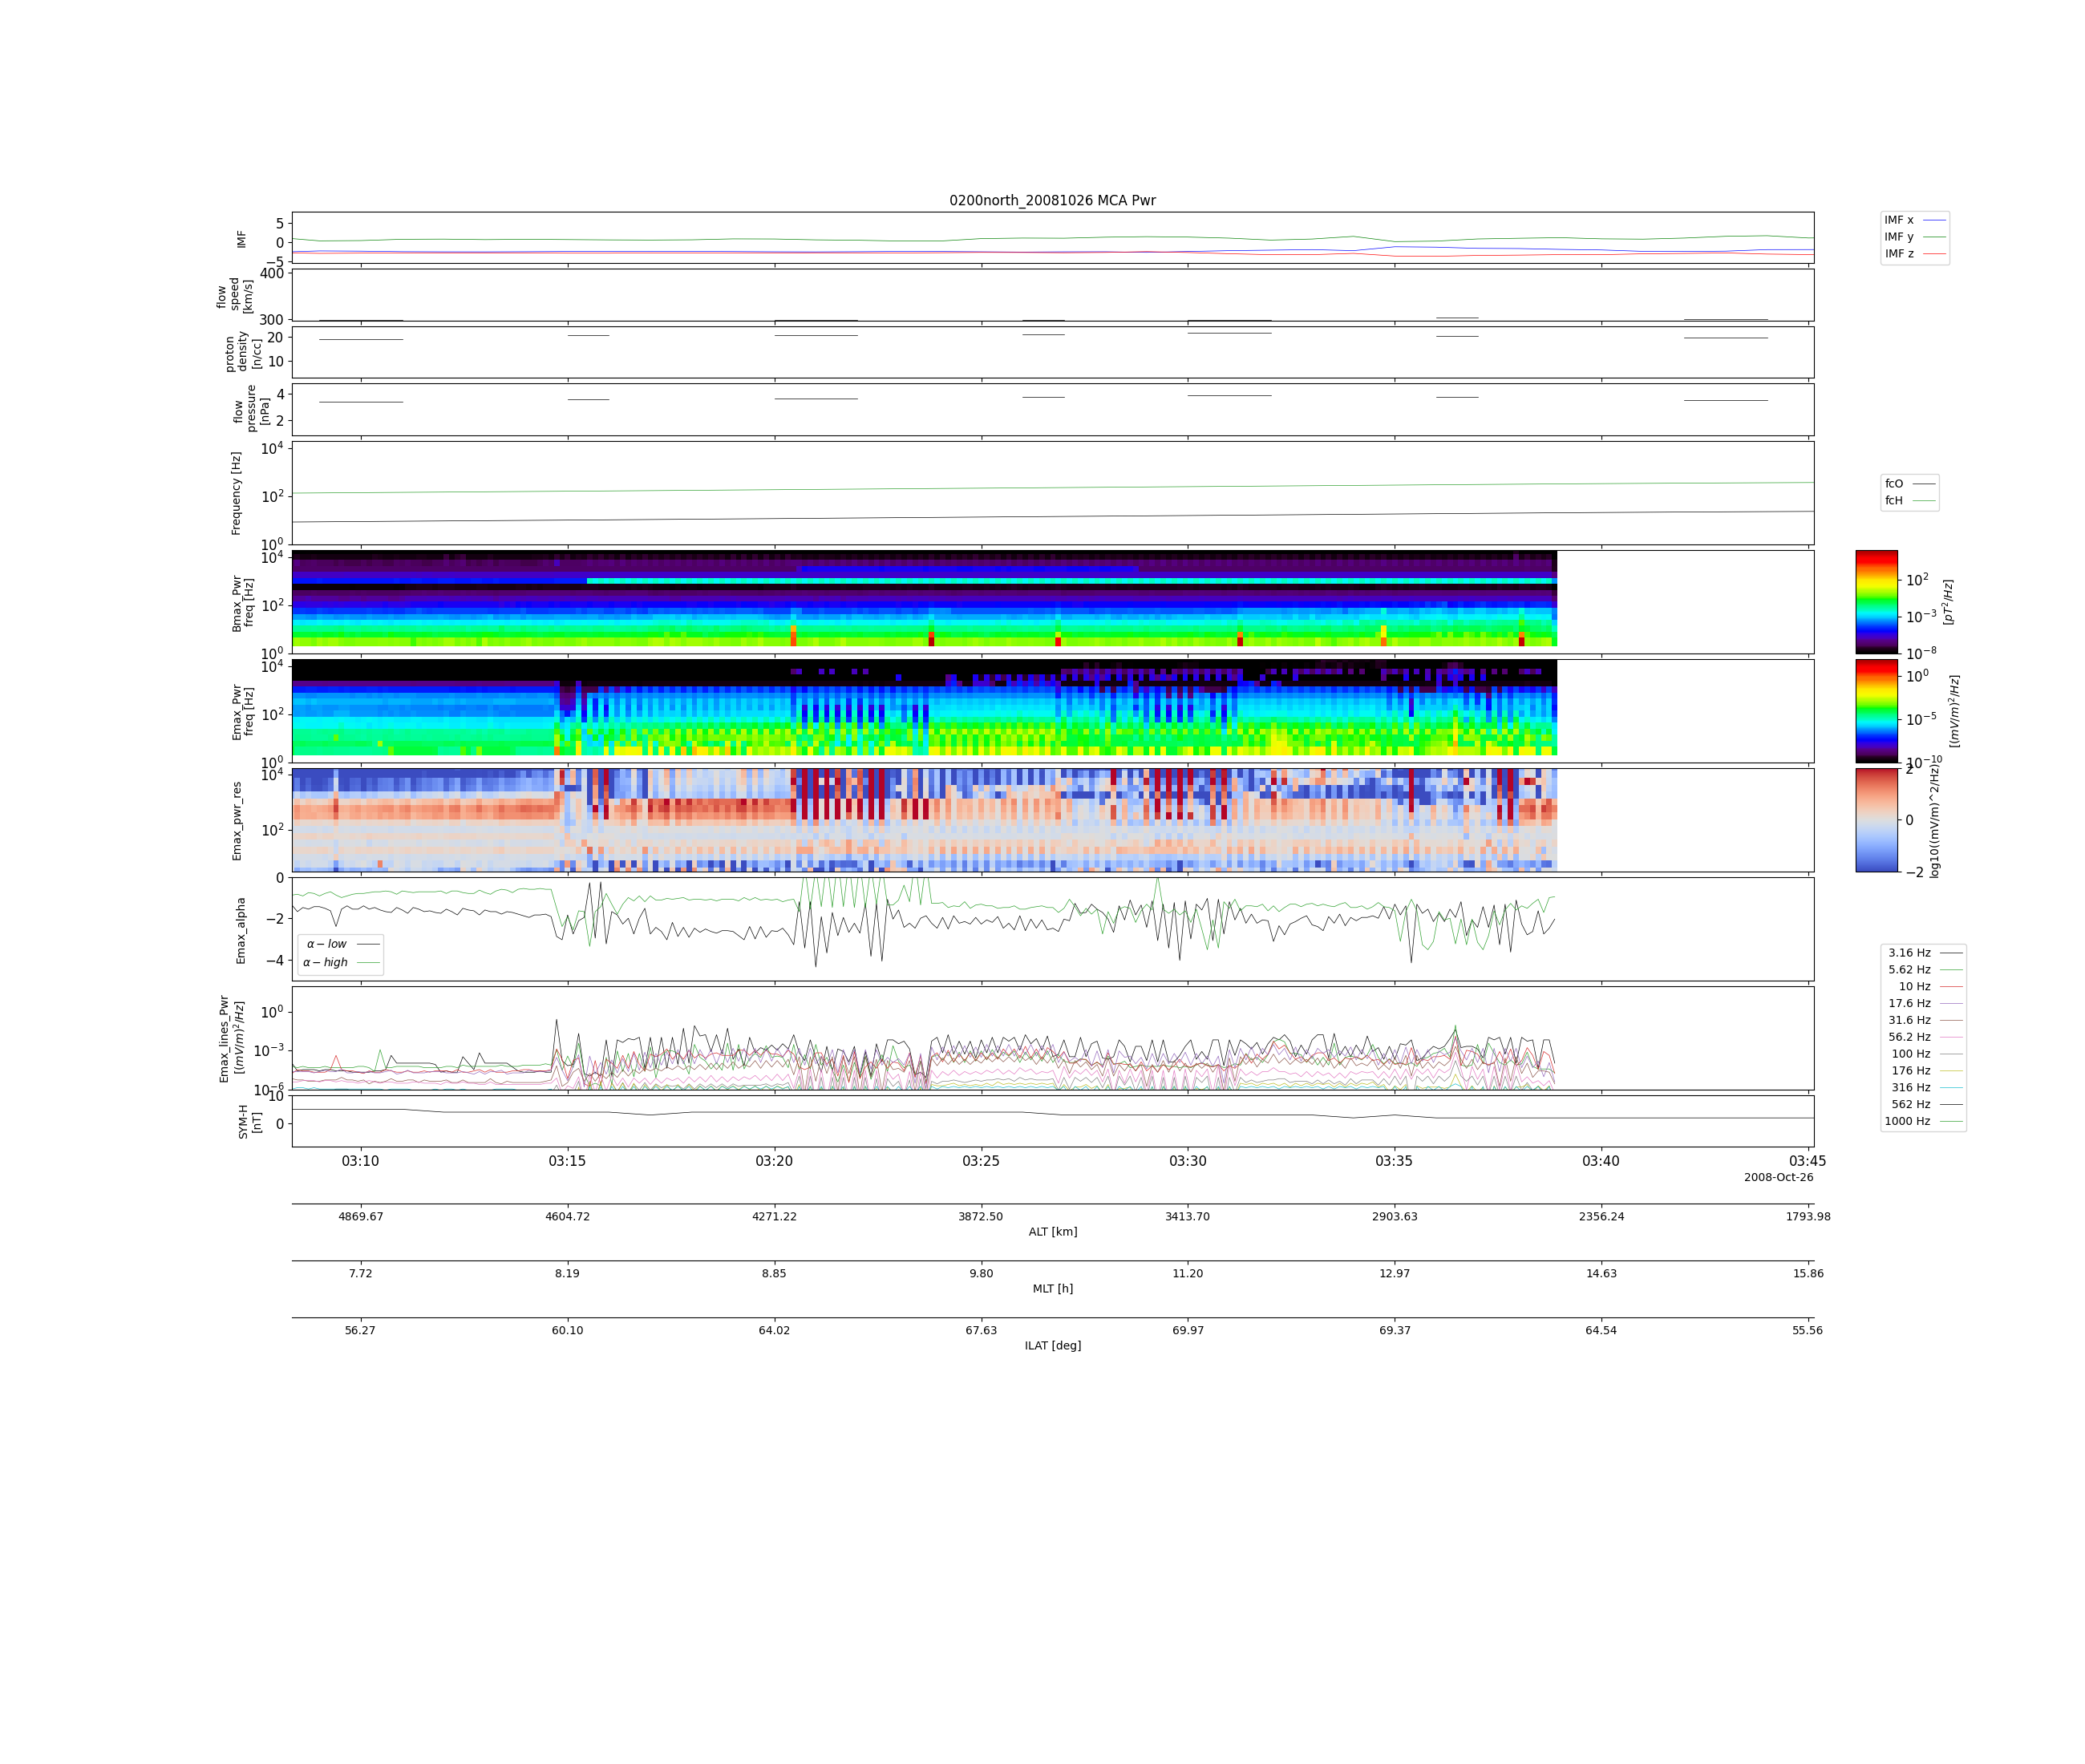 0200north_20081026 MCA Pwr
IMF
5
0
−5
IMF x
IMF y
IMF z
flow
speed
[km/s]
400
300
proton
density
[n/cc]
20
10
flow
pressure
[nPa]
4
2
Frequency [Hz]
10^4
10^2
10^0
fcO
fcH
Bmax_Pwr
freq [Hz]
10^4
10^2
10^0
10^2
10^−3
10^−8
[pT^2/Hz]
Emax_Pwr
freq [Hz]
10^4
10^2
10^0
10^0
10^−5
10^−10
[(mV/m)^2/Hz]
Emax_pwr_res
10^4
10^2
2
0
−2
log10((mV/m)^2/Hz)
Emax_alpha
0
−2
−4
α − low
α − high
Emax_lines_Pwr
[(mV/m)^2/Hz]
10^0
10^−3
10^−6
3.16 Hz
5.62 Hz
10 Hz
17.6 Hz
31.6 Hz
56.2 Hz
100 Hz
176 Hz
316 Hz
562 Hz
1000 Hz
SYM-H
[nT]
10
0
03:10 03:15 03:20 03:25 03:30 03:35 03:40 03:45
2008-Oct-26
4869.67 4604.72 4271.22 3872.50 3413.70 2903.63 2356.24 1793.98
ALT [km]
7.72 8.19 8.85 9.80 11.20 12.97 14.63 15.86
MLT [h]
56.27 60.10 64.02 67.63 69.97 69.37 64.54 55.56
ILAT [deg]